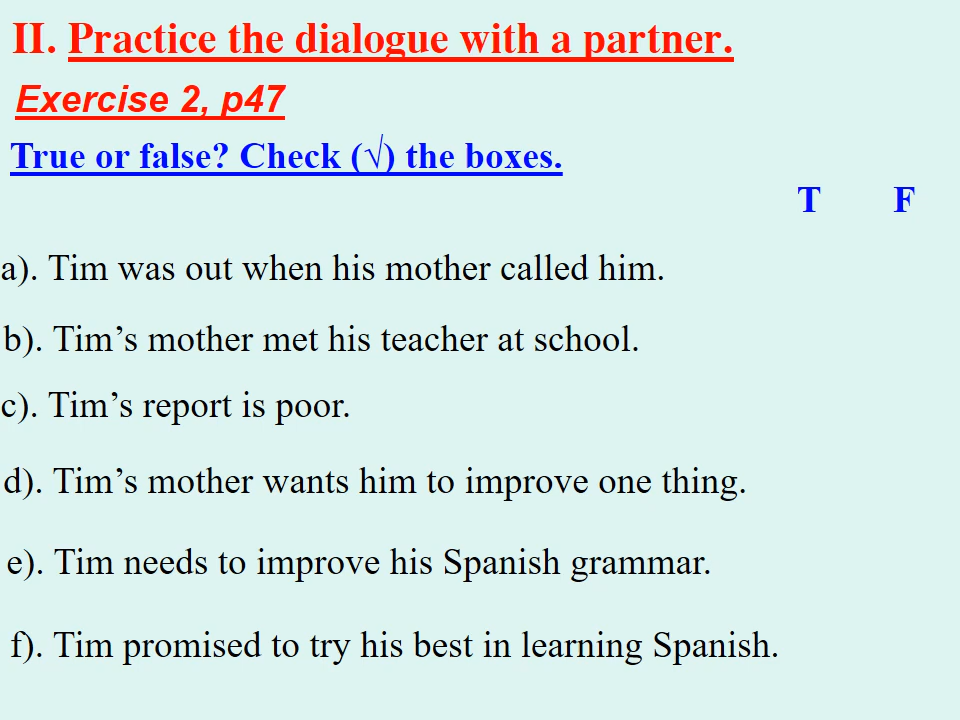 II. Practice the dialogue with a partner.
Exercise 2, p47
True or false? Check (√) the boxes.
T F
a). Tim was out when his mother called him.
b). Tim’s mother met his teacher at school.
c). Tim’s report is poor.
d). Tim’s mother wants him to improve one thing.
e). Tim needs to improve his Spanish grammar.
f). Tim promised to try his best in learning Spanish.